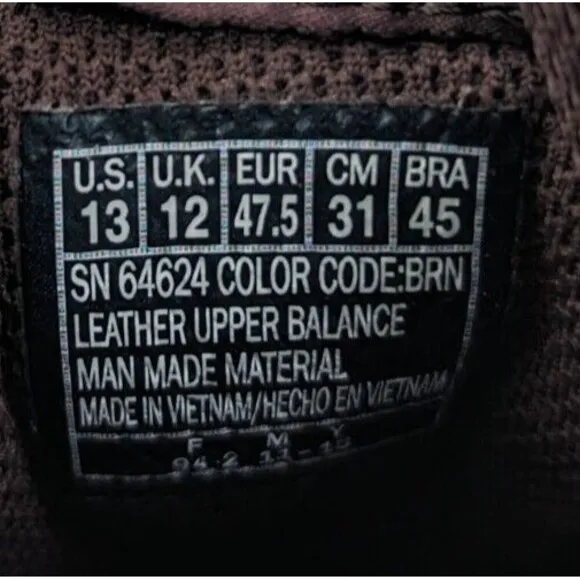 U.S. U.K. EUR CM BRA
13 12 47.5 31 45
SN 64624 COLOR CODE:BRN
LEATHER UPPER BALANCE
MAN MADE MATERIAL
MADE IN VIETNAM/HECHO EN VIETNAM
F M Y